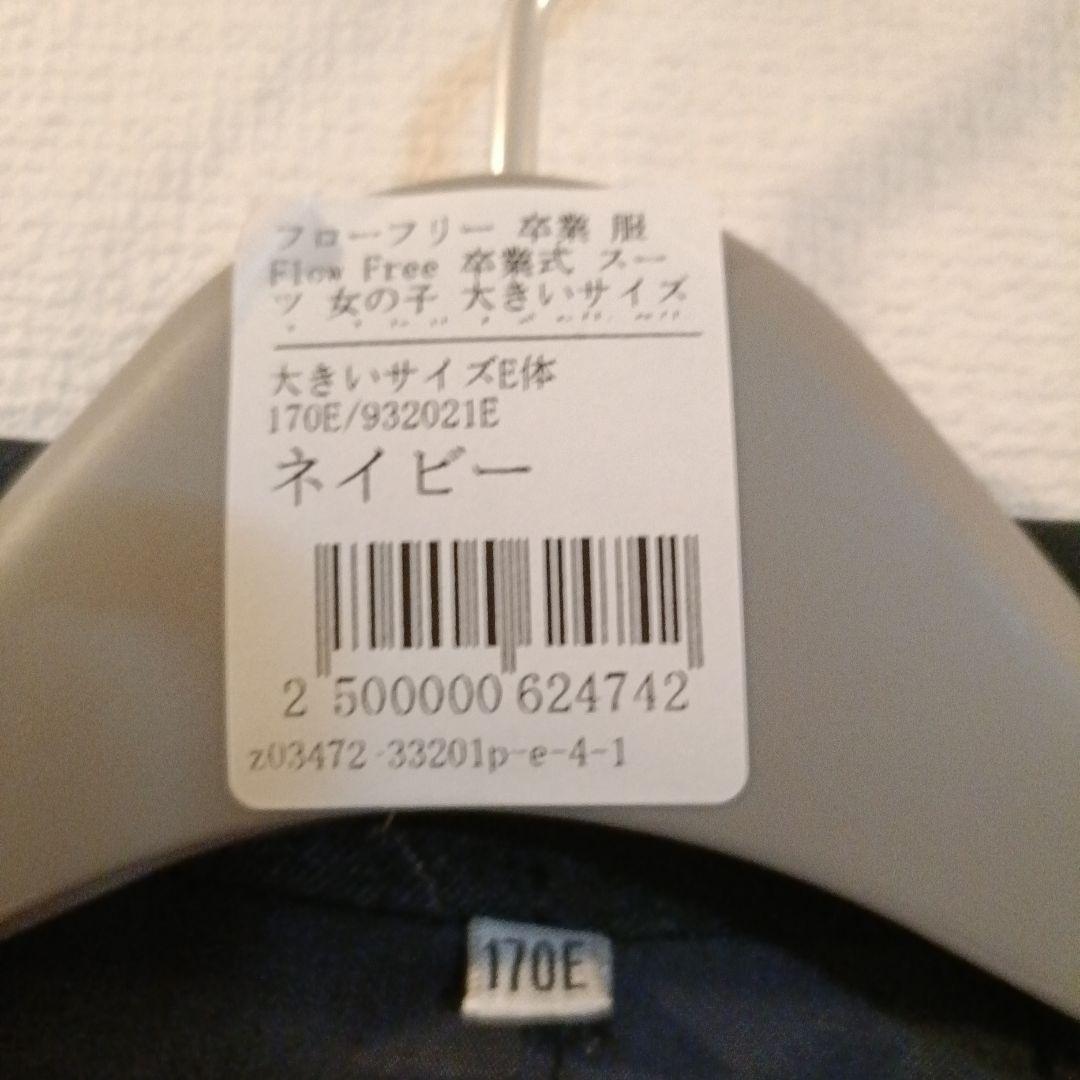 フローフリー 卒業 服
Flow Free 卒業式 スー
ツ 女の子 大きいサイズ
大きいサイズE体
170E/932021E
ネイビー
2 500000 624742
z03472-33201p-e-4-1
170E